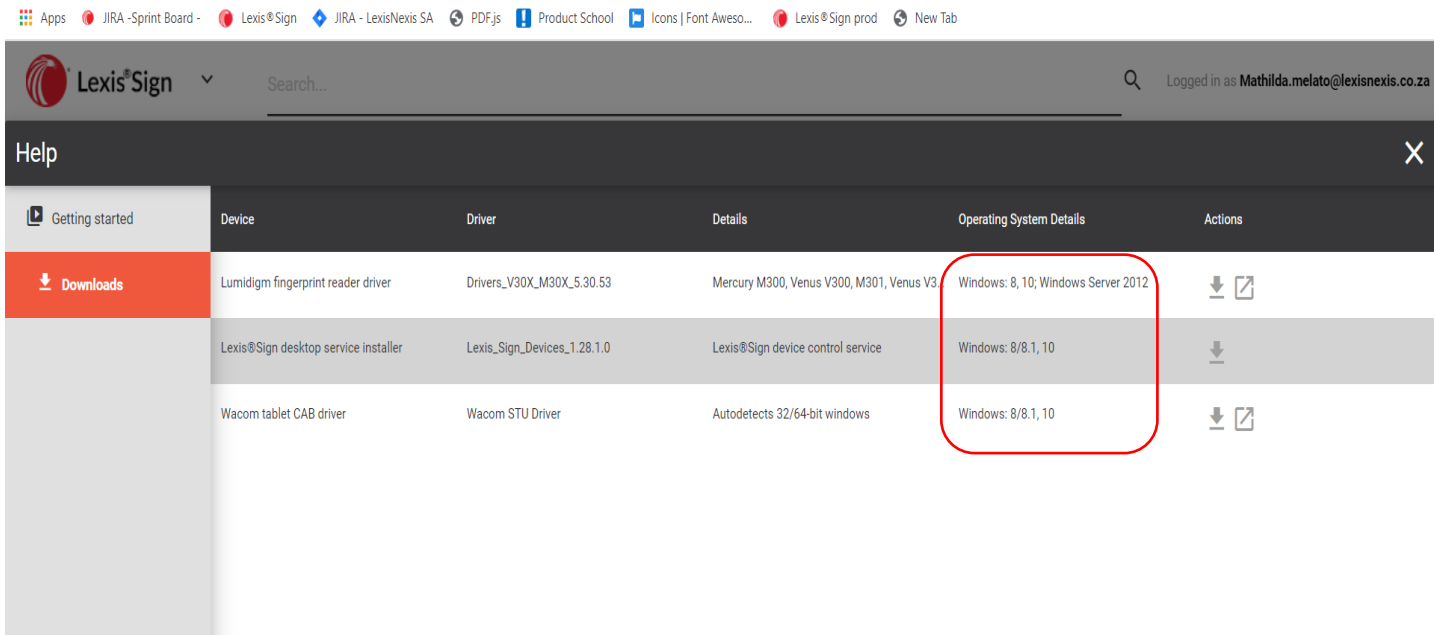 Apps JIRA -Sprint Board - Lexis®Sign JIRA - LexisNexis SA PDF.js Product School Icons | Font Aweso... Lexis®Sign prod New Tab
Lexis®Sign Search... Logged in as Mathilda.melato@lexisnexis.co.za
Help X
Getting started Device Driver Details Operating System Details Actions
Downloads Lumidigm fingerprint reader driver Drivers_V30X_M30X_5.30.53 Mercury M300, Venus V300, M301, Venus V3... Windows: 8, 10; Windows Server 2012
Lexis®Sign desktop service installer Lexis_Sign_Devices_1.28.1.0 Lexis®Sign device control service Windows: 8/8.1, 10
Wacom tablet CAB driver Wacom STU Driver Autodetects 32/64-bit windows Windows: 8/8.1, 10